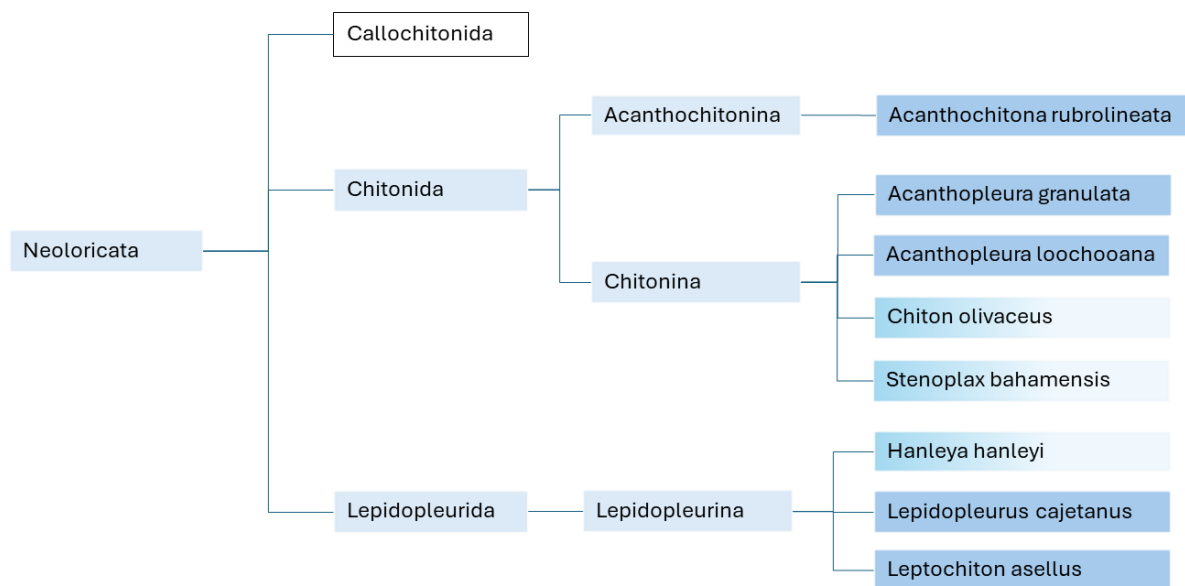 Callochitonida
Acanthochitonina
Acanthochitona rubrolineata
Chitonida
Acanthopleura granulata
Neoloricata
Acanthopleura loochooana
Chitonina
Chiton olivaceus
Stenoplax bahamensis
Hanleya hanleyi
Lepidopleurida
Lepidopleurina
Lepidopleurus cajetanus
Leptochiton asellus